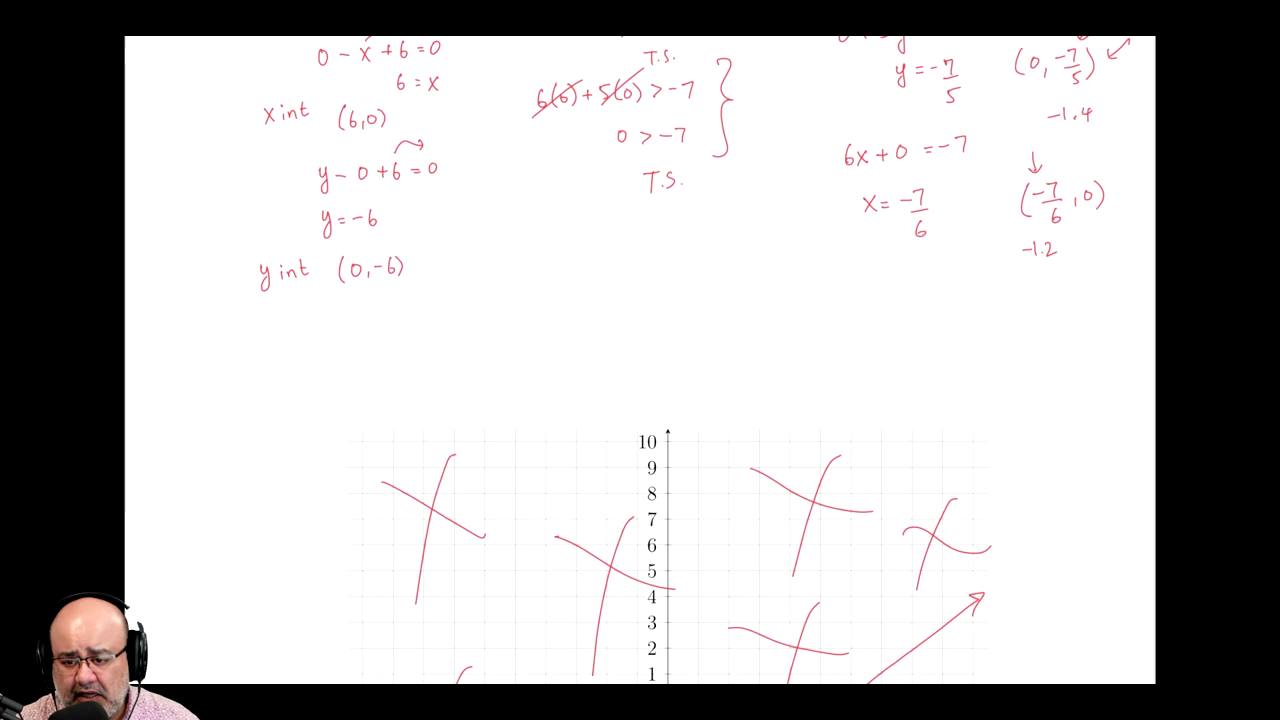 0 - x + 6 = 0
6 = x
x int (6,0)
y - 0 + 6 = 0
y = -6
y int (0,-6)
T.S.
6(6) + 5(0) > -7
0 > -7
T.S.
y = -7/5
(0, -7/5)
-1.4
6x + 0 = -7
x = -7/6
(-7/6, 0)
-1.2
10
9
8
7
6
5
4
3
2
1